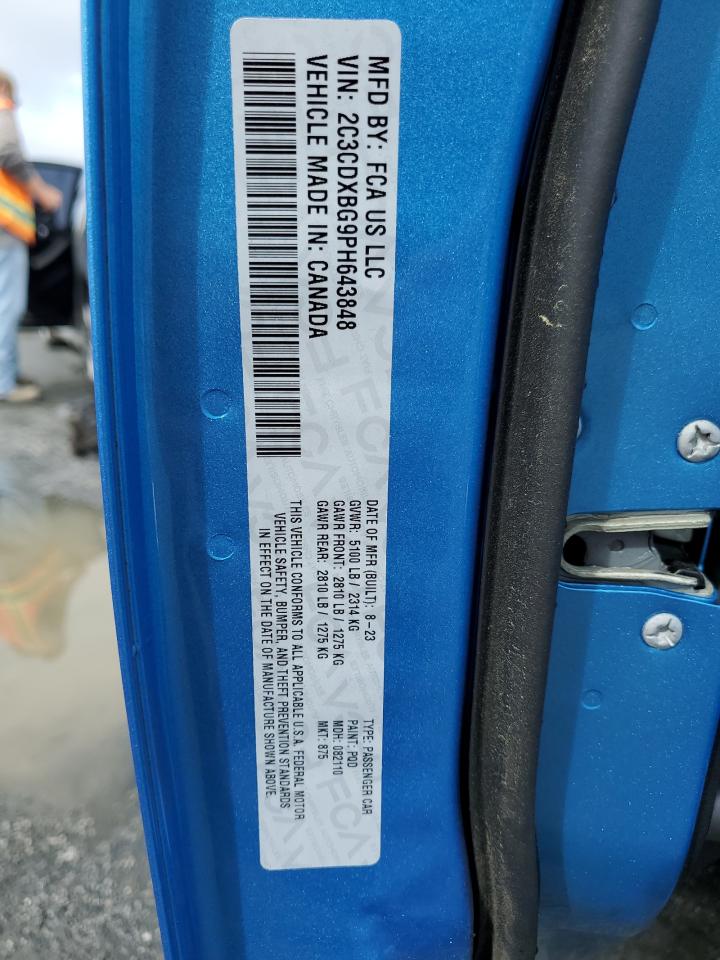 MFD BY: FCA US LLC
VIN: 2C3CDXBG9PH643848
VEHICLE MADE IN: CANADA
DATE OF MFR (BUILT): 8-23
GVWR: 5100 LB / 2314 KG
GAWR FRONT: 2810 LB / 1275 KG
GAWR REAR: 2810 LB / 1275 KG
TYPE: PASSENGER CAR
PAINT: PQD
MDH: 082110
MKT: 875
THIS VEHICLE CONFORMS TO ALL APPLICABLE U.S.A. FEDERAL MOTOR
VEHICLE SAFETY, BUMPER, AND THEFT PREVENTION STANDARDS
IN EFFECT ON THE DATE OF MANUFACTURE SHOWN ABOVE.
FCA